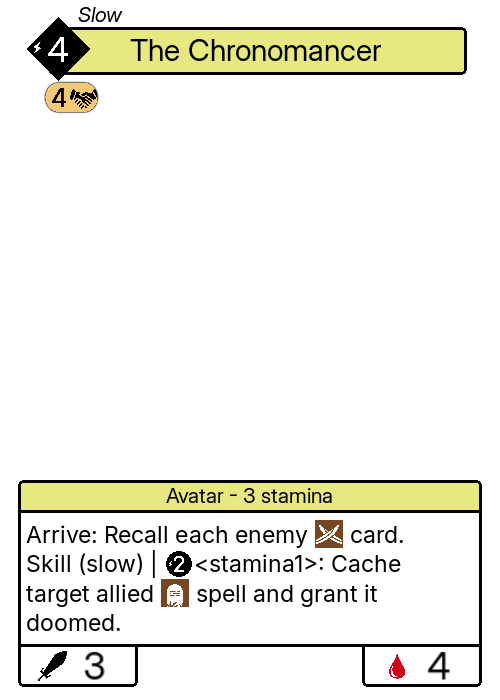 Slow
4 The Chronomancer
4
Avatar - 3 stamina
Arrive: Recall each enemy card.
Skill (slow) | 2<stamina1>: Cache
target allied spell and grant it
doomed.
3 4